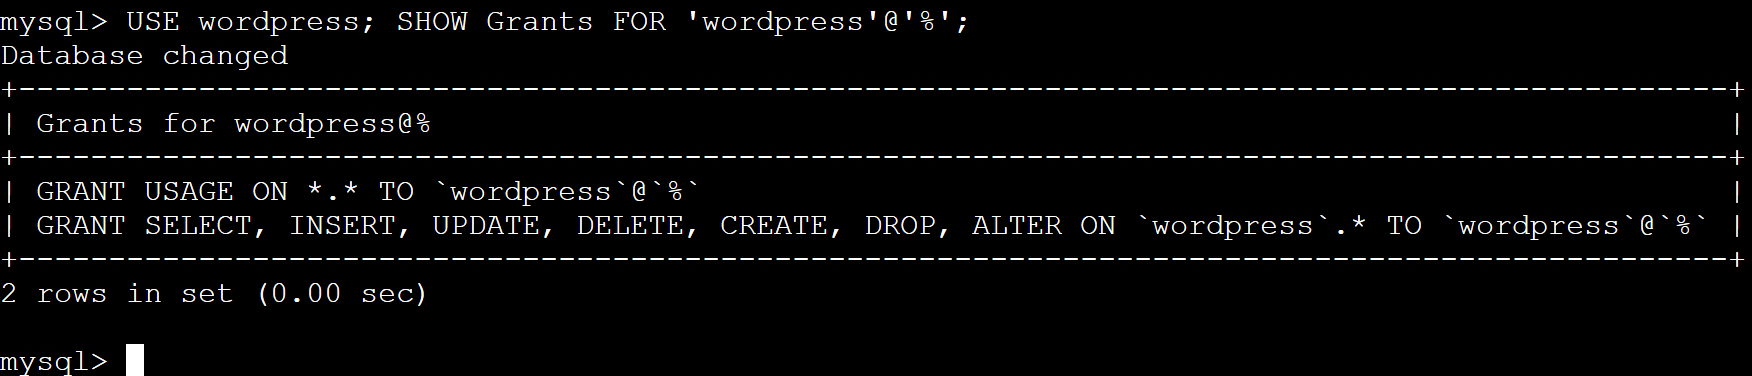 mysql> USE wordpress; SHOW Grants FOR 'wordpress'@'%';
Database changed
+-----------------------------------------------------------------------------------------------+
| Grants for wordpress@%                                                                        |
+-----------------------------------------------------------------------------------------------+
| GRANT USAGE ON *.* TO `wordpress`@`%`                                                         |
| GRANT SELECT, INSERT, UPDATE, DELETE, CREATE, DROP, ALTER ON `wordpress`.* TO `wordpress`@`%` |
+-----------------------------------------------------------------------------------------------+
2 rows in set (0.00 sec)
mysql>